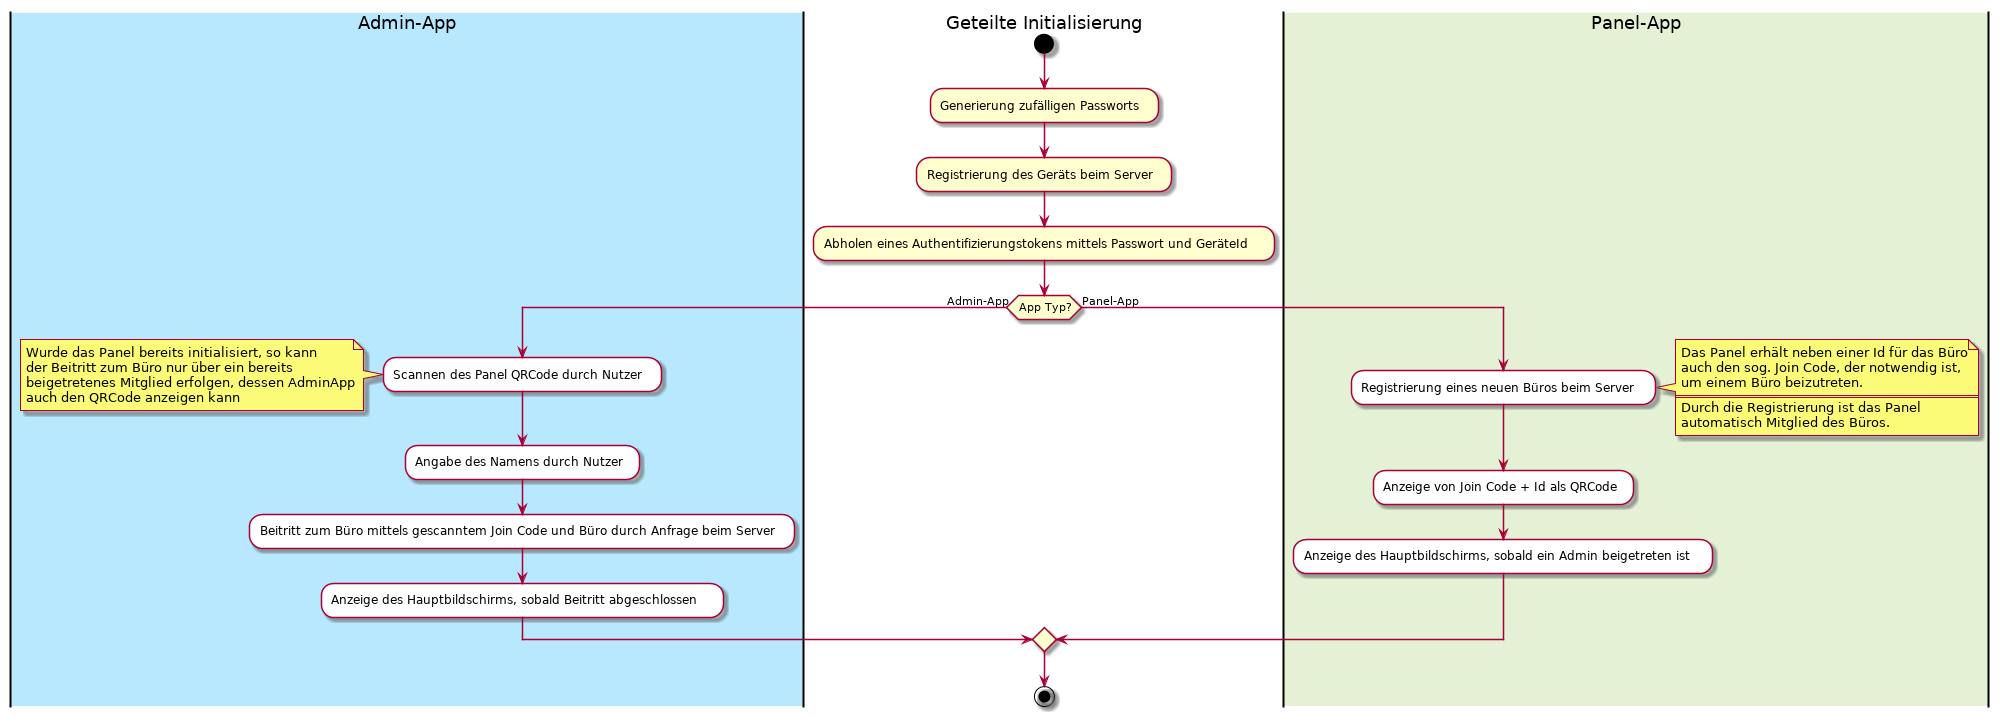 Admin-App
Geteilte Initialisierung
Panel-App
Generierung zufälligen Passworts
Registrierung des Geräts beim Server
Abholen eines Authentifizierungstokens mittels Passwort und GeräteId
App Typ?
Admin-App
Panel-App
Wurde das Panel bereits initialisiert, so kann
der Beitritt zum Büro nur über ein bereits
beigetretenes Mitglied erfolgen, dessen AdminApp
auch den QRCode anzeigen kann
Scannen des Panel QRCode durch Nutzer
Angabe des Namens durch Nutzer
Beitritt zum Büro mittels gescanntem Join Code und Büro durch Anfrage beim Server
Anzeige des Hauptbildschirms, sobald Beitritt abgeschlossen
Registrierung eines neuen Büros beim Server
Das Panel erhält neben einer Id für das Büro
auch den sog. Join Code, der notwendig ist,
um einem Büro beizutreten.
Durch die Registrierung ist das Panel
automatisch Mitglied des Büros.
Anzeige von Join Code + Id als QRCode
Anzeige des Hauptbildschirms, sobald ein Admin beigetreten ist